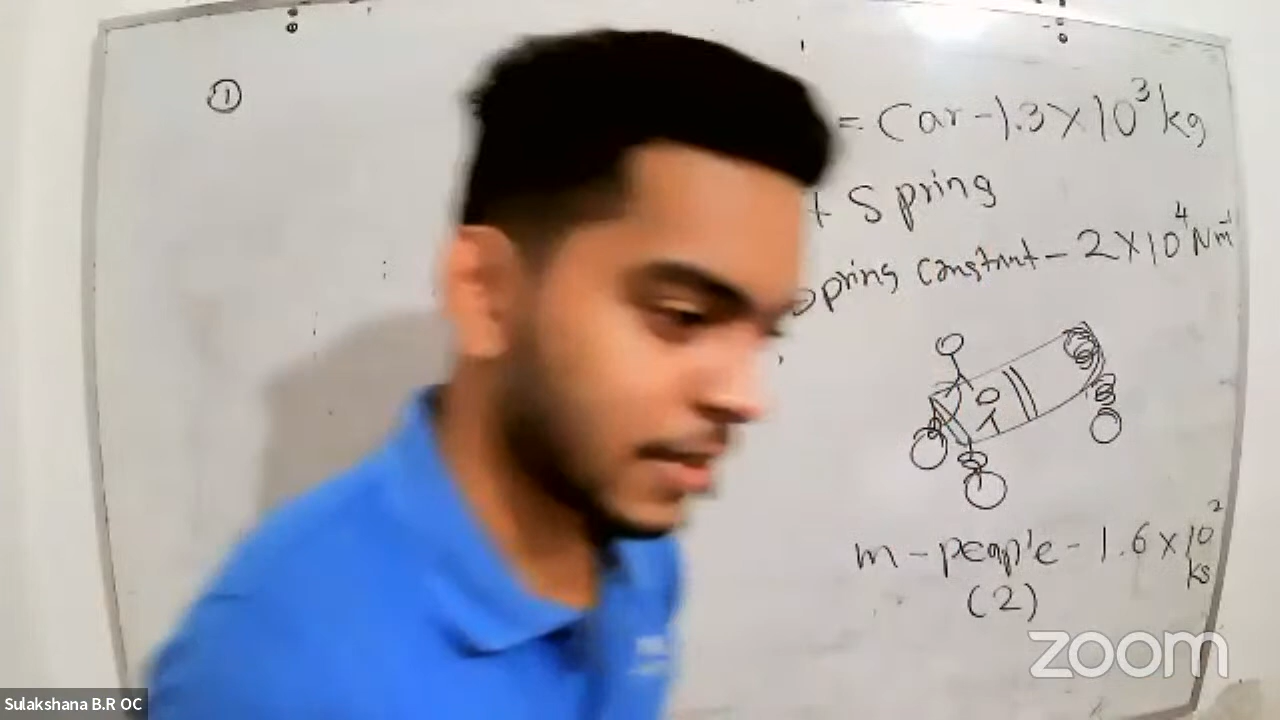 ①
= Car - 1.3 × 10³ kg
+ Spring
spring constant - 2 × 10⁴ Nm⁻¹
m - people - 1.6 × 10²
kg
(2)
zoom
Sulakshana B.R OC